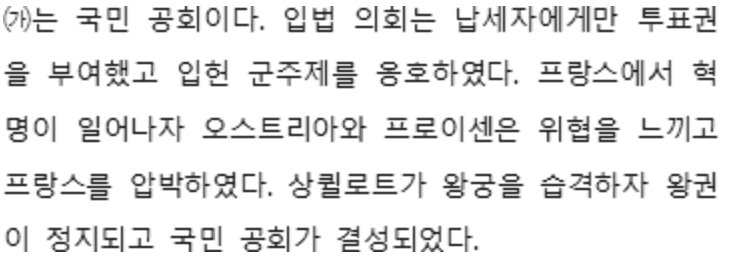 ㈎는 국민 공회이다. 입법 의회는 납세자에게만 투표권
을 부여했고 입헌 군주제를 옹호하였다. 프랑스에서 혁
명이 일어나자 오스트리아와 프로이센은 위협을 느끼고
프랑스를 압박하였다. 상퀼로트가 왕궁을 습격하자 왕권
이 정지되고 국민 공회가 결성되었다.